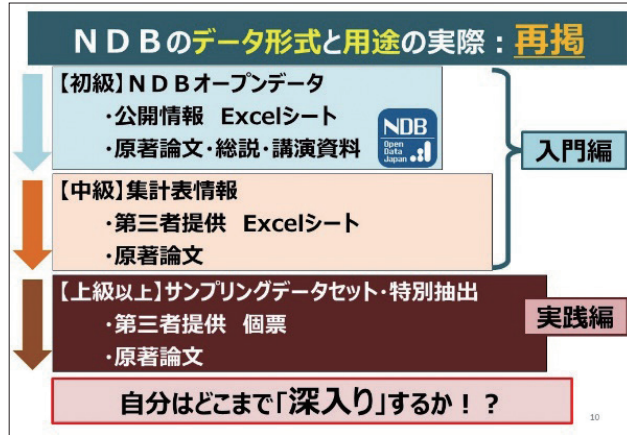 NDBのデータ形式と用途の実際：再掲
【初級】NDBオープンデータ
・公開情報 Excelシート
・原著論文・総説・講演資料
NDB
Open
Data
Japan
入門編
【中級】集計表情報
・第三者提供 Excelシート
・原著論文
【上級以上】サンプリングデータセット・特別抽出
・第三者提供 個票
・原著論文
実践編
自分はどこまで「深入り」するか！？
10